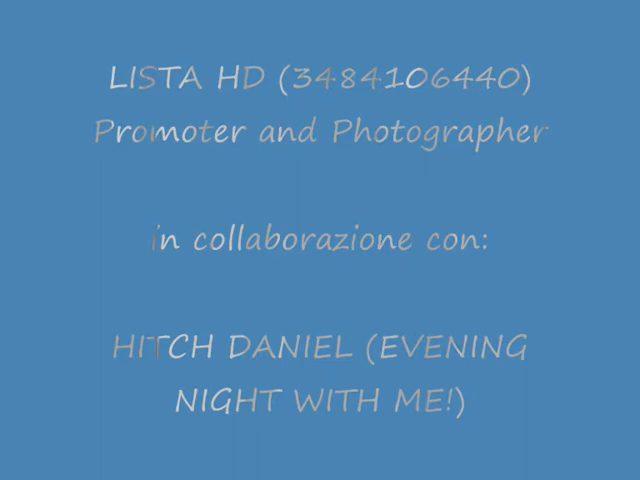 LISTA HD (3484106440)
Promoter and Photographer
in collaborazione con:
HITCH DANIEL (EVENING
NIGHT WITH ME!)